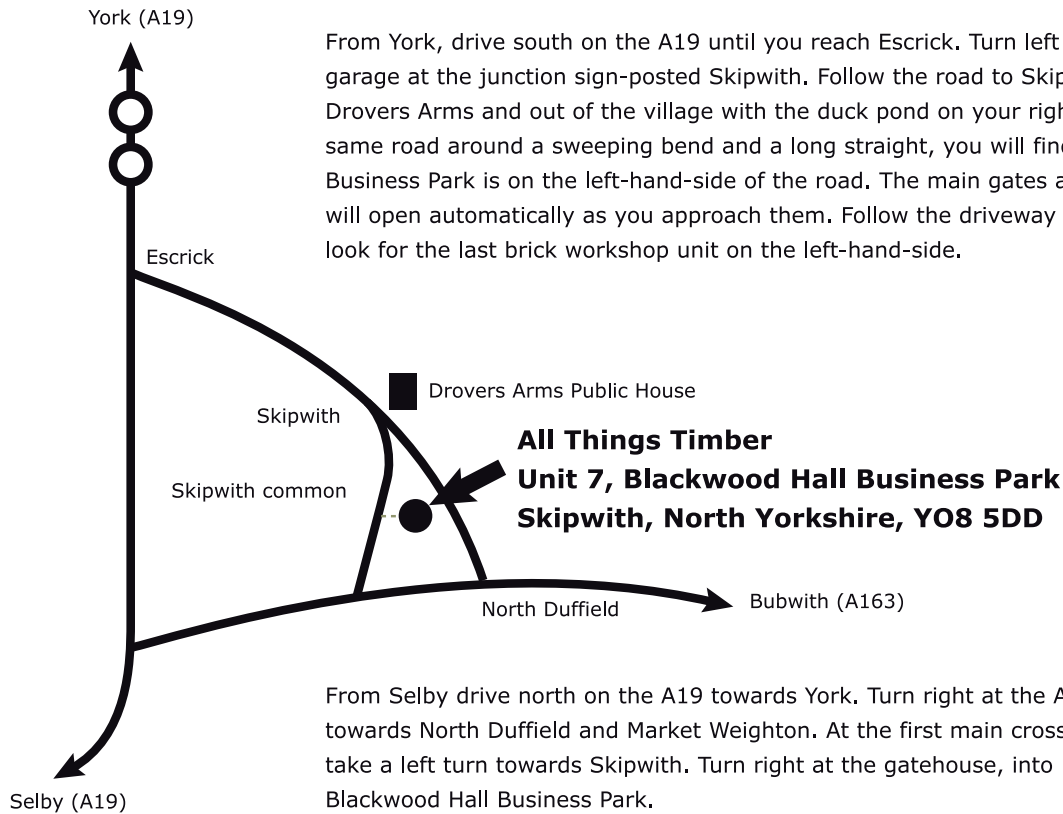 York (A19)
From York, drive south on the A19 until you reach Escrick. Turn left
garage at the junction sign-posted Skipwith. Follow the road to
Drovers Arms and out of the village with the duck pond on your
same road around a sweeping bend and a long straight, you will
Business Park is on the left-hand-side of the road. The main gates
will open automatically as you approach them. Follow the driveway
look for the last brick workshop unit on the left-hand-side.
Escrick
Drovers Arms Public House
Skipwith
All Things Timber
Unit 7, Blackwood Hall Business Park
Skipwith, North Yorkshire, YO8 5DD
Skipwith common
North Duffield
Bubwith (A163)
From Selby drive north on the A19 towards York. Turn right at the
towards North Duffield and Market Weighton. At the first main
take a left turn towards Skipwith. Turn right at the gatehouse, into
Blackwood Hall Business Park.
Selby (A19)